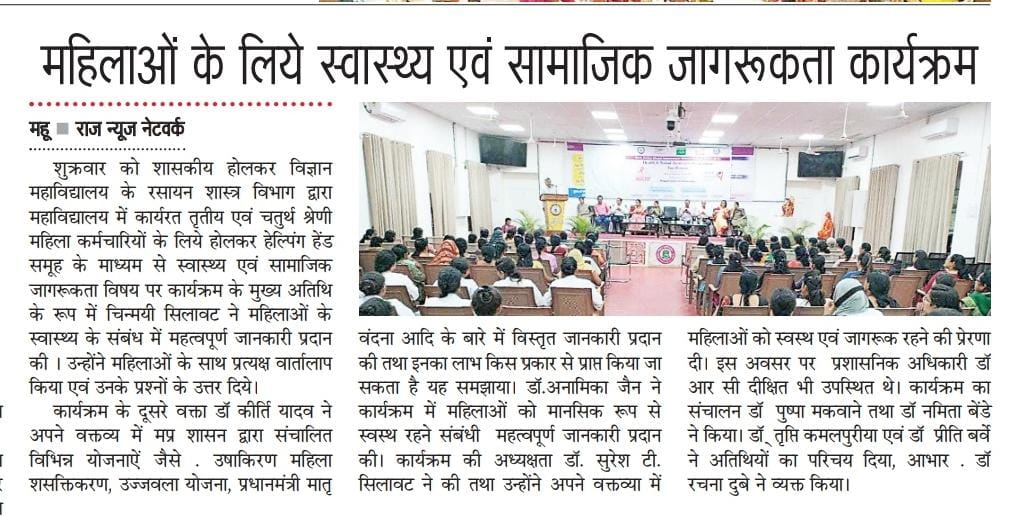 महिलाओं के लिये स्वास्थ्य एवं सामाजिक जागरूकता कार्यक्रम
महू ■ राज न्यूज नेटवर्क
शुक्रवार को शासकीय होलकर विज्ञान
महाविद्यालय के रसायन शास्त्र विभाग द्वारा
महाविद्यालय में कार्यरत तृतीय एवं चतुर्थ श्रेणी
महिला कर्मचारियों के लिये होलकर हेल्पिंग हेंड
समूह के माध्यम से स्वास्थ्य एवं सामाजिक
जागरूकता विषय पर कार्यक्रम के मुख्य अतिथि
के रूप में चिन्मयी सिलावट ने महिलाओं के
स्वास्थ्य के संबंध में महत्वपूर्ण जानकारी प्रदान
की । उन्होंने महिलाओं के साथ प्रत्यक्ष वार्तालाप
किया एवं उनके प्रश्नों के उत्तर दिये।
कार्यक्रम के दूसरे वक्ता डॉ कीर्ति यादव ने
अपने वक्तव्य में मप्र शासन द्वारा संचालित
विभिन्न योजनाऐं जैसे . उषाकिरण महिला
शसक्तिकरण, उज्जवला योजना, प्रधानमंत्री मातृ
वंदना आदि के बारे में विस्तृत जानकारी प्रदान
की तथा इनका लाभ किस प्रकार से प्राप्त किया जा
सकता है यह समझाया। डॉ.अनामिका जैन ने
कार्यक्रम में महिलाओं को मानसिक रूप से
स्वस्थ रहने संबंधी महत्वपूर्ण जानकारी प्रदान
की। कार्यक्रम की अध्यक्षता डॉ. सुरेश टी.
सिलावट ने की तथा उन्होंने अपने वक्तव्या में
महिलाओं को स्वस्थ एवं जागरूक रहने की प्रेरणा
दी। इस अवसर पर प्रशासनिक अधिकारी डॉ
आर सी दीक्षित भी उपस्थित थे। कार्यक्रम का
संचालन डॉ पुष्पा मकवाने तथा डॉ नमिता बेंडे
ने किया। डॉ् तृप्ति कमलपुरीया एवं डॉ प्रीति बर्वे
ने अतिथियों का परिचय दिया, आभार . डॉ
रचना दुबे ने व्यक्त किया।